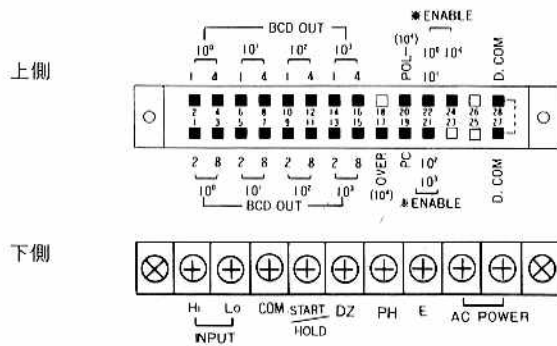 BCD OUT
※ENABLE
10⁰ 10¹ 10² 10³ (10⁴) POL- 10⁰ 10⁴ D. COM
1 4 1 4 1 4 1 4 10¹
上側
2 4 6 8 10 12 14 16 18 20 22 24 26 28
1 3 5 7 9 11 13 15 17 19 21 23 25 27
2 8 2 8 2 8 2 8 OVER PC 10² D. COM
10⁰ 10¹ 10² 10³ (10⁴) 10³
BCD OUT ※ENABLE
下側
Hi Lo COM START/HOLD DZ PH E AC POWER
INPUT